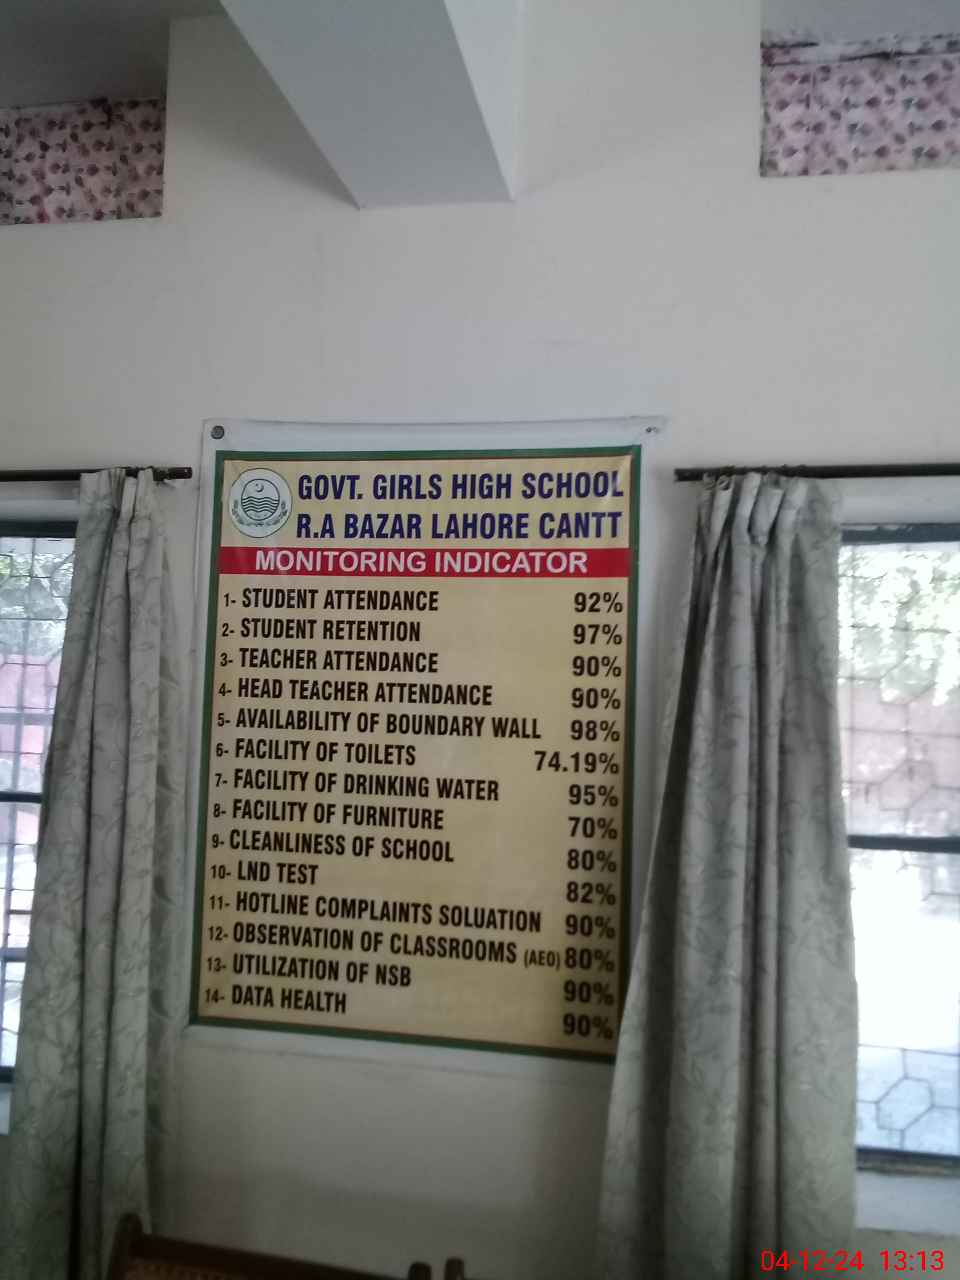 GOVT. GIRLS HIGH SCHOOL
R.A BAZAR LAHORE CANTT
MONITORING INDICATOR
1- STUDENT ATTENDANCE 92%
2- STUDENT RETENTION 97%
3- TEACHER ATTENDANCE 90%
4- HEAD TEACHER ATTENDANCE 90%
5- AVAILABILITY OF BOUNDARY WALL 98%
6- FACILITY OF TOILETS 74.19%
7- FACILITY OF DRINKING WATER 95%
8- FACILITY OF FURNITURE 70%
9- CLEANLINESS OF SCHOOL 80%
10- LND TEST 82%
11- HOTLINE COMPLAINTS SOLUATION 90%
12- OBSERVATION OF CLASSROOMS (AEO) 80%
13- UTILIZATION OF NSB 90%
14- DATA HEALTH 90%
04-12-24 13:13